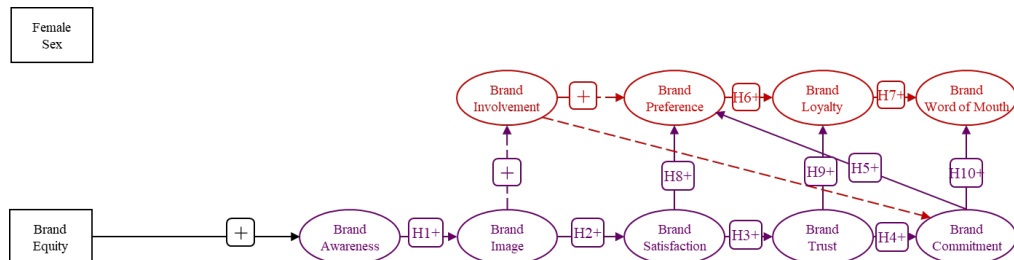 Female
Sex
Brand
Involvement
+
Brand
Preference
H6+
Brand
Loyalty
H7+
Brand
Word of Mouth
+
H8+
H9+
H5+
H10+
Brand
Equity
+
Brand
Awareness
H1+
Brand
Image
H2+
Brand
Satisfaction
H3+
Brand
Trust
H4+
Brand
Commitment